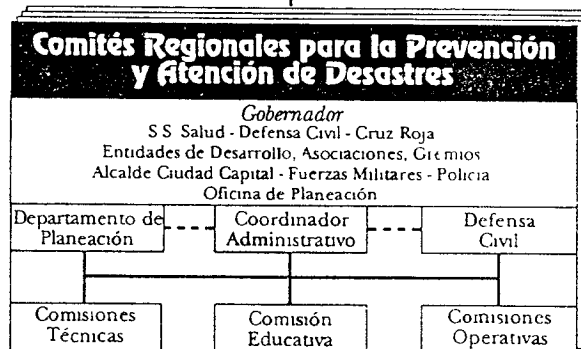 Comités Regionales para la Prevención
y Atención de Desastres
Gobernador
S S Salud - Defensa Civil - Cruz Roja
Entidades de Desarrollo, Asociaciones, Gremios
Alcalde Ciudad Capital - Fuerzas Militares - Policia
Oficina de Planeación
Departamento de
Planeación
Coordinador
Administrativo
Defensa
Civil
Comisiones
Técnicas
Comisión
Educativa
Comisiones
Operativas